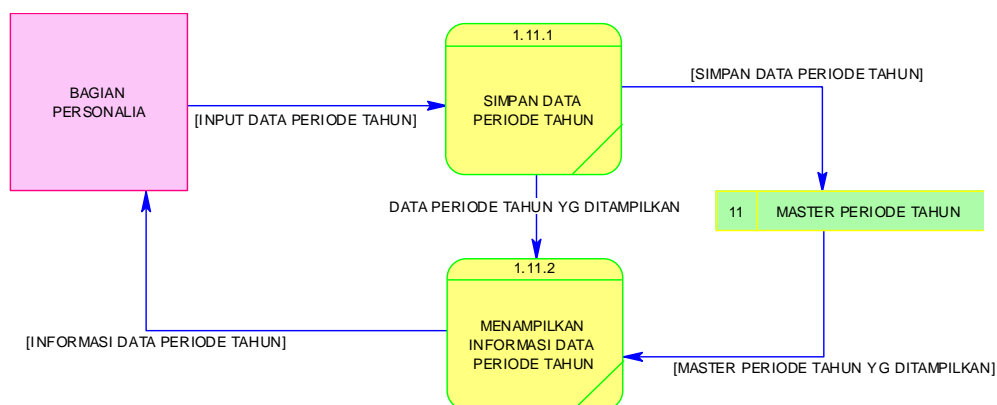 1.11.1
[SIMPAN DATA PERIODE TAHUN]
BAGIAN
PERSONALIA
SIMPAN DATA
PERIODE TAHUN
[INPUT DATA PERIODE TAHUN]
DATA PERIODE TAHUN YG DITAMPILKAN
11 MASTER PERIODE TAHUN
1.11.2
MENAMPILKAN
INFORMASI DATA
PERIODE TAHUN
[INFORMASI DATA PERIODE TAHUN]
[MASTER PERIODE TAHUN YG DITAMPILKAN]